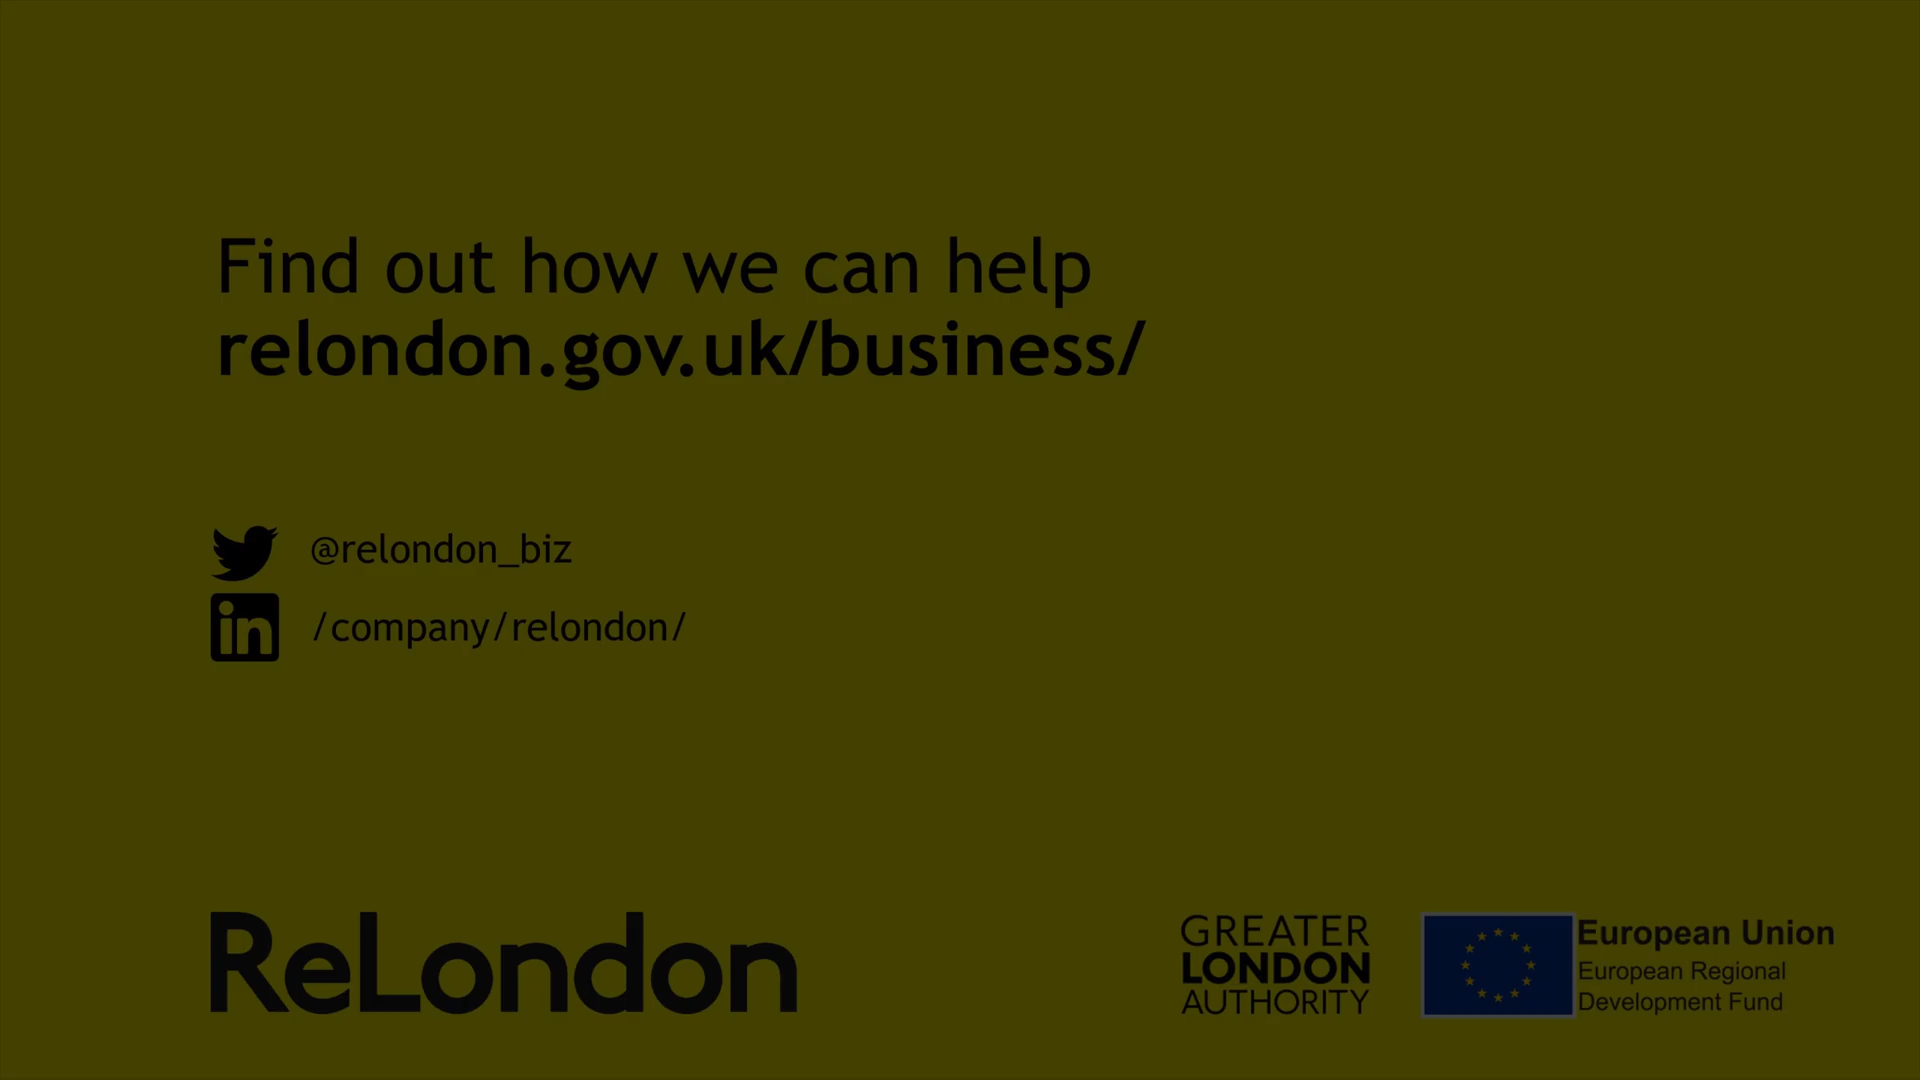 Find out how we can help
relondon.gov.uk/business/
@relondon_biz
in /company/relondon/
ReLondon
GREATER
LONDON
AUTHORITY
European Union
European Regional
Development Fund